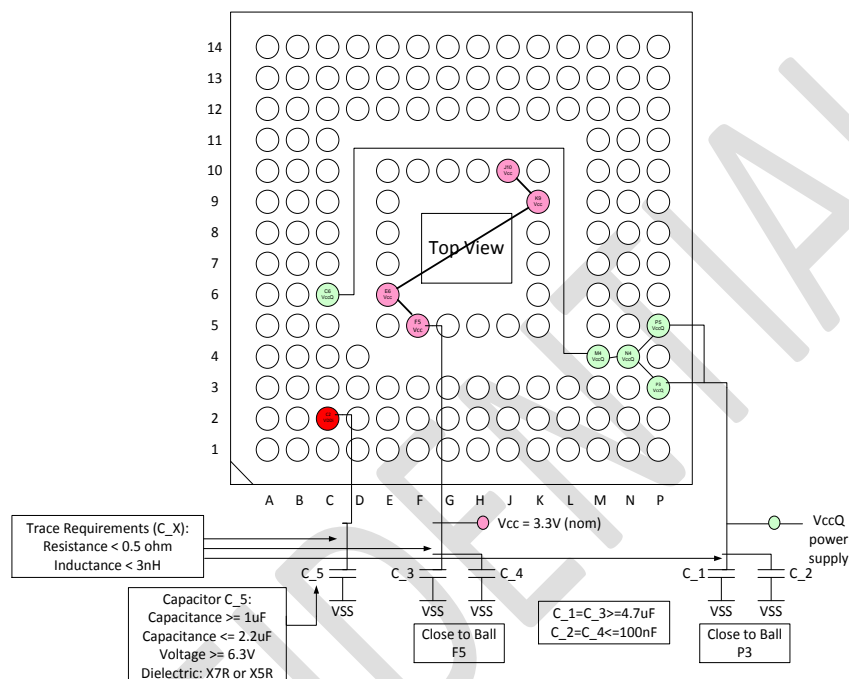 14
13
12
11
10
J10
Vcc
9
K9
Vcc
8
Top View
7
6
C6
VccQ
E6
Vcc
5
F5
Vcc
P5
VccQ
4
M4
VccQ
N4
VccQ
3
VccQ
2
1
A B C D E F G H J K L M N P
Trace Requirements (C_X):
Resistance < 0.5 ohm
Inductance < 3nH
Vcc = 3.3V (nom)
VccQ
power
supply
C_5
C_3
C_4
C_1
C_2
VSS
VSS
VSS
VSS
VSS
Capacitor C_5:
Capacitance >= 1uF
Capacitance <= 2.2uF
Voltage >= 6.3V
Dielectric: X7R or X5R
Close to Ball
F5
C_1=C_3>=4.7uF
C_2=C_4<=100nF
Close to Ball
P3